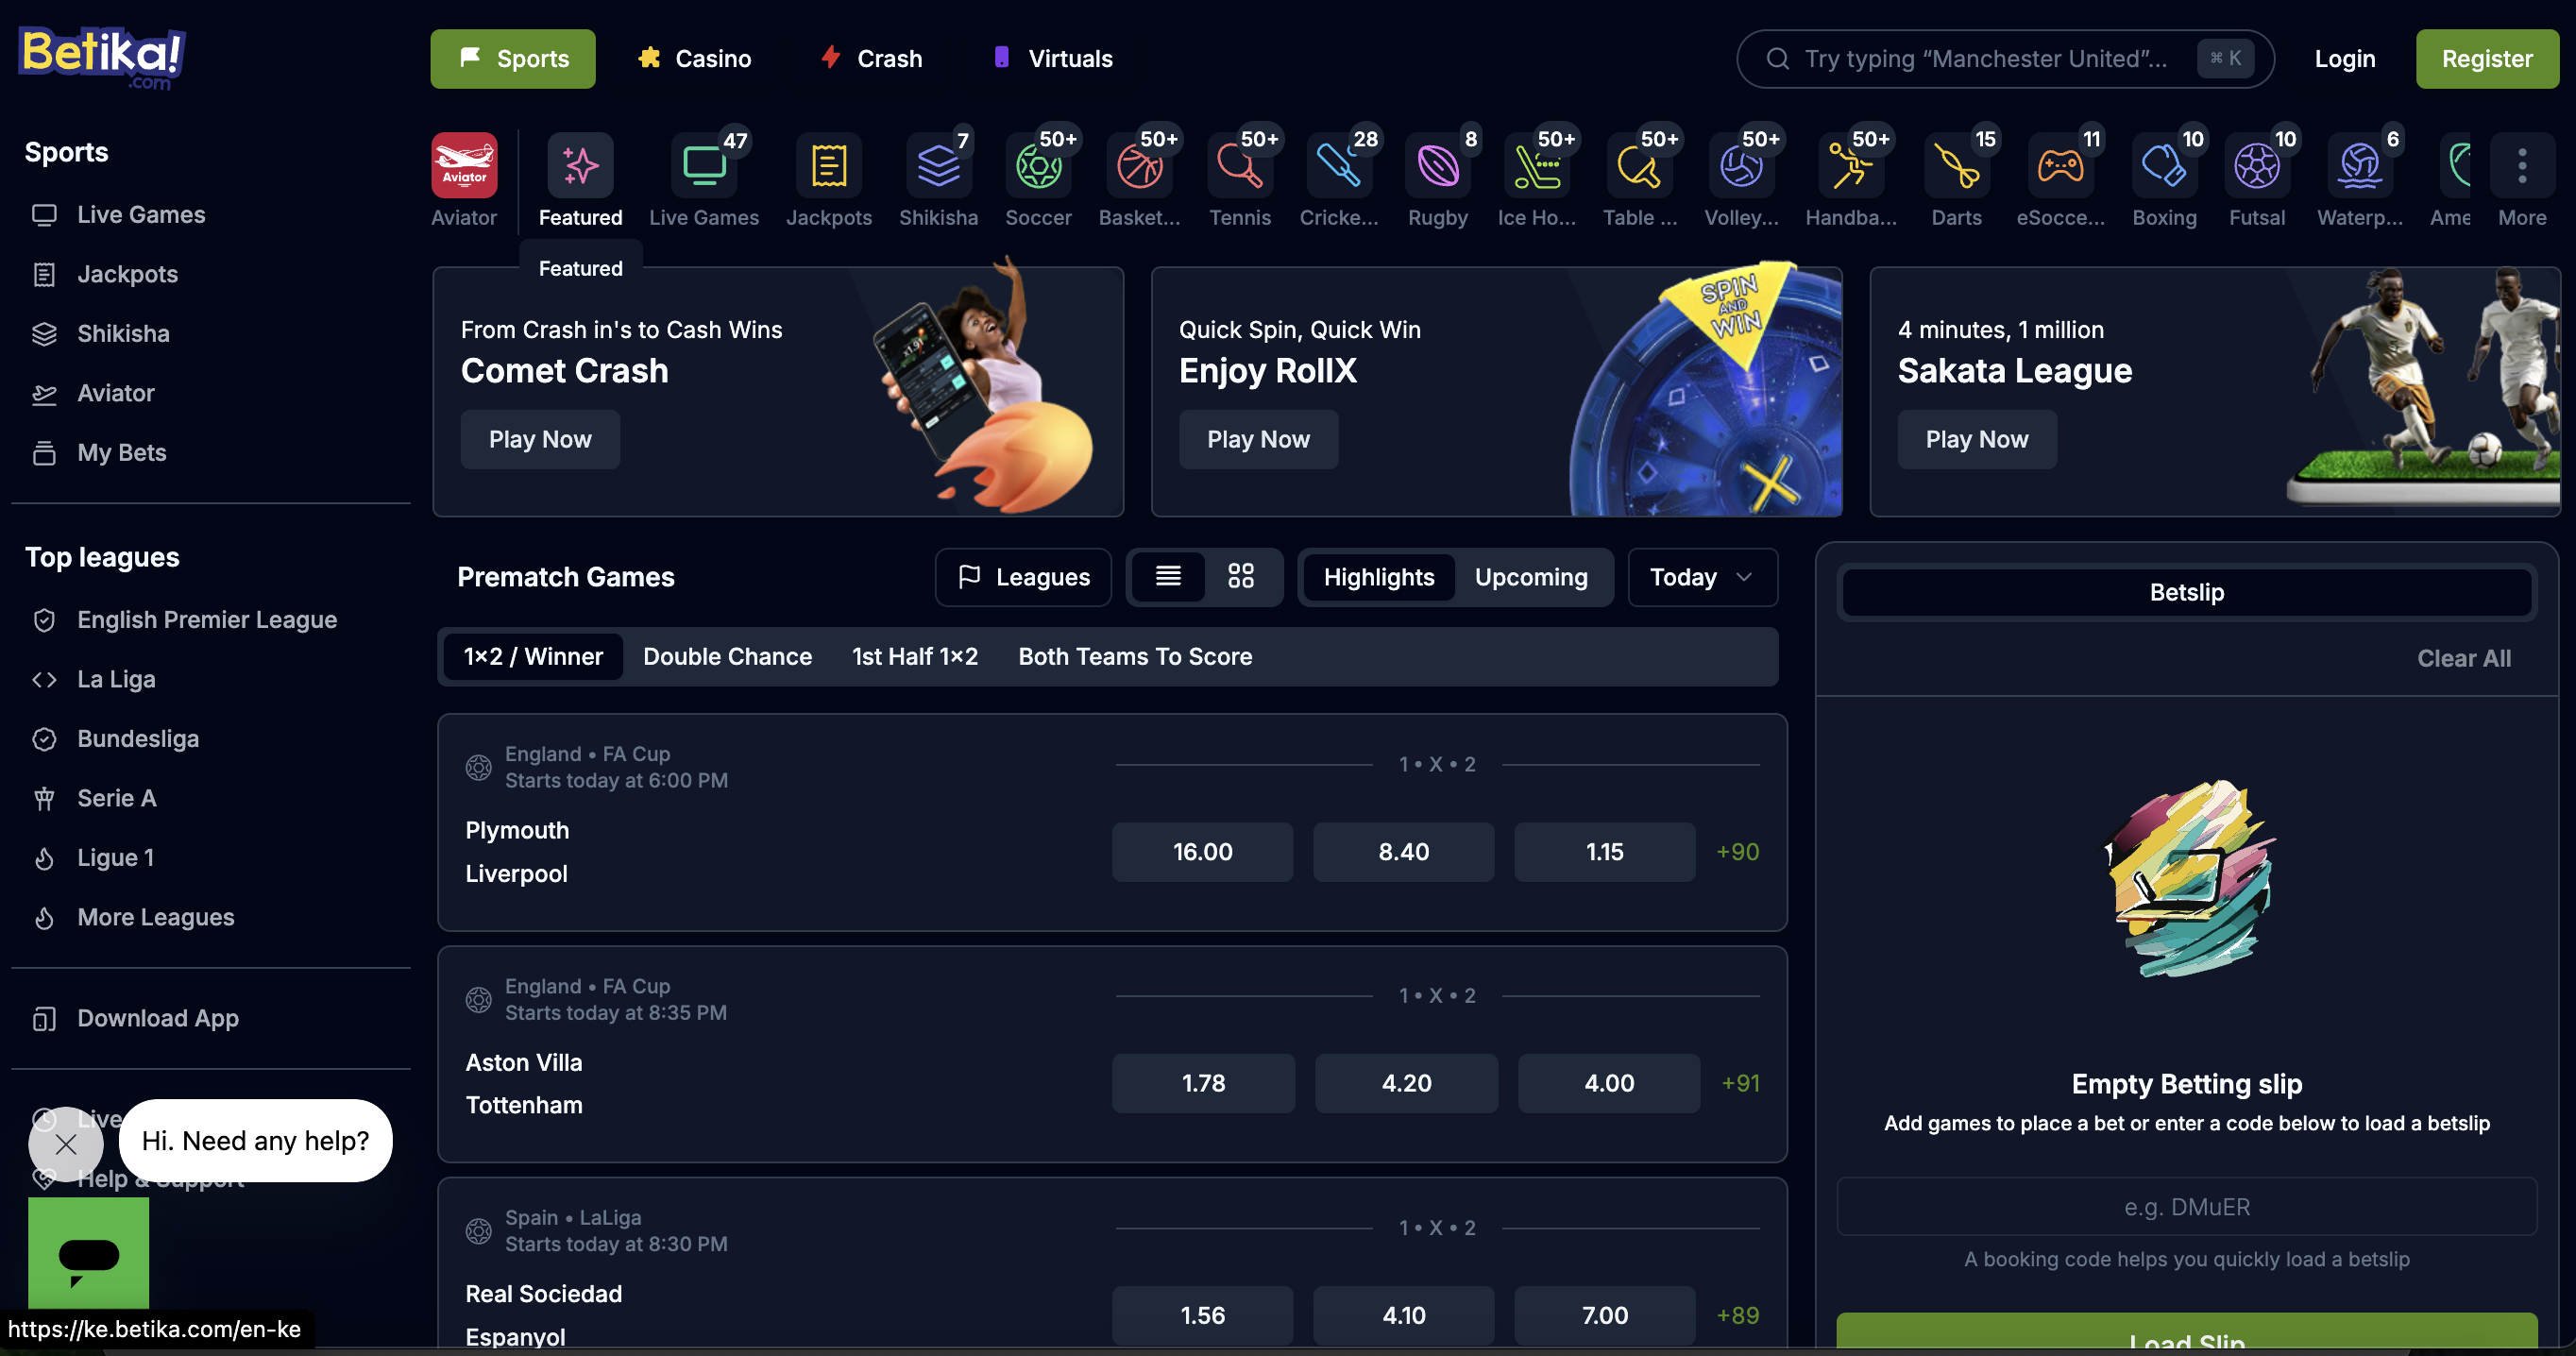 Betika!
.com
Sports
Casino
Crash
Virtuals
Try typing “Manchester United”...
⌘ K
Login
Register
Sports
Live Games
Jackpots
Shikisha
Aviator
My Bets
Top leagues
English Premier League
La Liga
Bundesliga
Serie A
Ligue 1
More Leagues
Download App
Live
Help & Support
Hi. Need any help?
https://ke.betika.com/en-ke
Aviator
Aviator
Featured
47
Live Games
Jackpots
7
Shikisha
50+
Soccer
50+
Basket...
50+
Tennis
28
Cricke...
8
Rugby
50+
Ice Ho...
50+
Table ...
50+
Volley...
50+
Handba...
15
Darts
11
eSocce...
10
Boxing
10
Futsal
6
Waterp...
Ame
More
Featured
From Crash in's to Cash Wins
Comet Crash
Play Now
x1.91
Quick Spin, Quick Win
Enjoy RollX
Play Now
SPIN
AND
WIN
4 minutes, 1 million
Sakata League
Play Now
Prematch Games
Leagues
Highlights
Upcoming
Today
1×2 / Winner
Double Chance
1st Half 1×2
Both Teams To Score
England • FA Cup
Starts today at 6:00 PM
1 • X • 2
Plymouth
Liverpool
16.00
8.40
1.15
+90
England • FA Cup
Starts today at 8:35 PM
1 • X • 2
Aston Villa
Tottenham
1.78
4.20
4.00
+91
Spain • LaLiga
Starts today at 8:30 PM
1 • X • 2
Real Sociedad
Espanyol
1.56
4.10
7.00
+89
Betslip
Clear All
Empty Betting slip
Add games to place a bet or enter a code below to load a betslip
e.g. DMuER
A booking code helps you quickly load a betslip
Load Slip